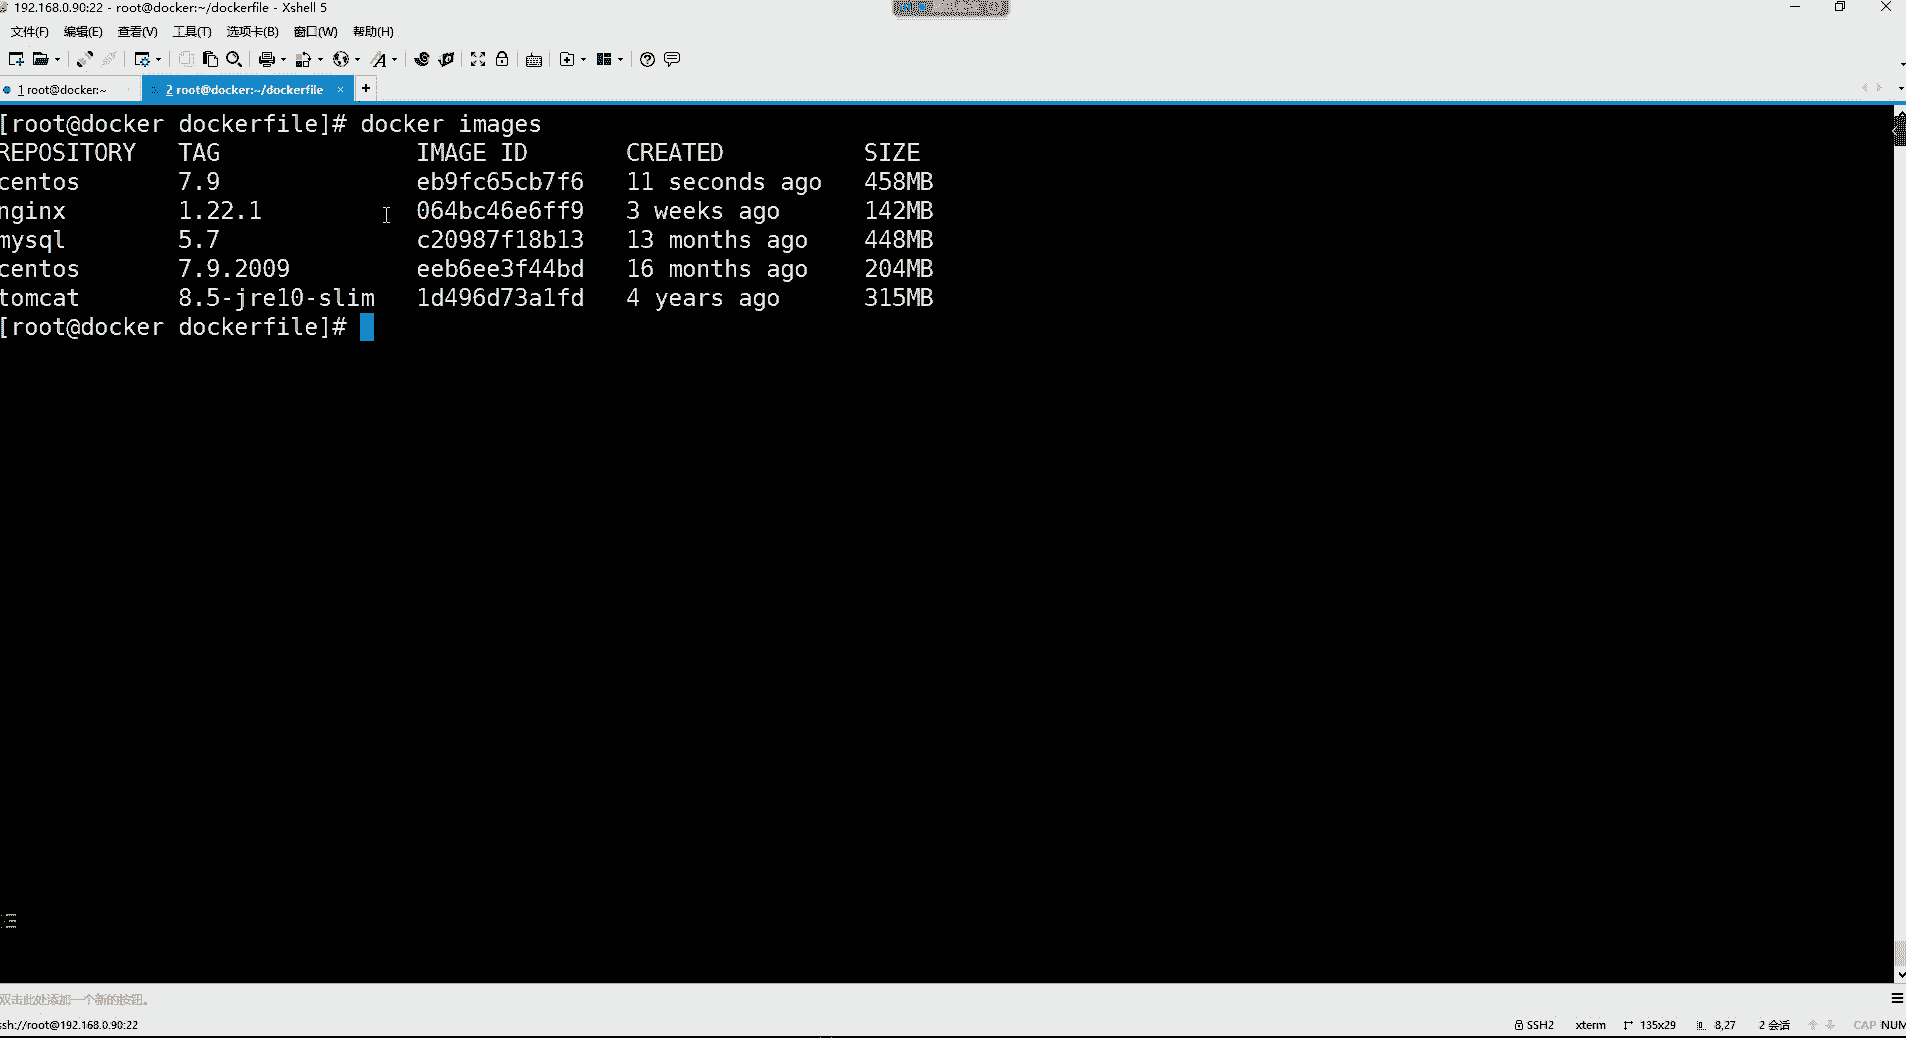 192.168.0.90:22 - root@docker:~/dockerfile - Xshell 5
文件(F) 编辑(E) 查看(V) 工具(T) 选项卡(B) 窗口(W) 帮助(H)
1 root@docker:~ 2 root@docker:~/dockerfile × +
[root@docker dockerfile]# docker images
REPOSITORY TAG IMAGE ID CREATED SIZE
centos 7.9 eb9fc65cb7f6 11 seconds ago 458MB
nginx 1.22.1 064bc46e6ff9 3 weeks ago 142MB
mysql 5.7 c20987f18b13 13 months ago 448MB
centos 7.9.2009 eeb6ee3f44bd 16 months ago 204MB
tomcat 8.5-jre10-slim 1d496d73a1fd 4 years ago 315MB
[root@docker dockerfile]#
双击此处添加一个新的按钮。
ssh://root@192.168.0.90:22 SSH2 xterm 135x29 8,27 2 会话 CAP NUM